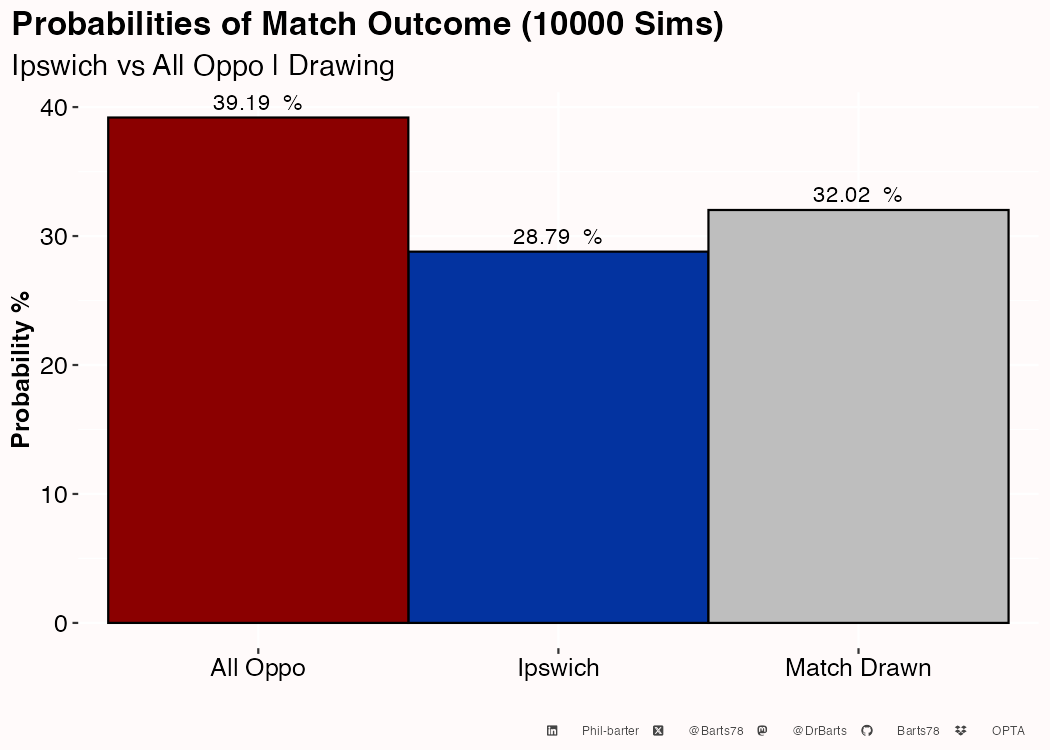 Probabilities of Match Outcome (10000 Sims)
Ipswich vs All Oppo | Drawing
39.19 %
32.02 %
28.79 %
Probability %
40
30
20
10
0
All Oppo Ipswich Match Drawn
Phil-barter @Barts78 @DrBarts Barts78 OPTA